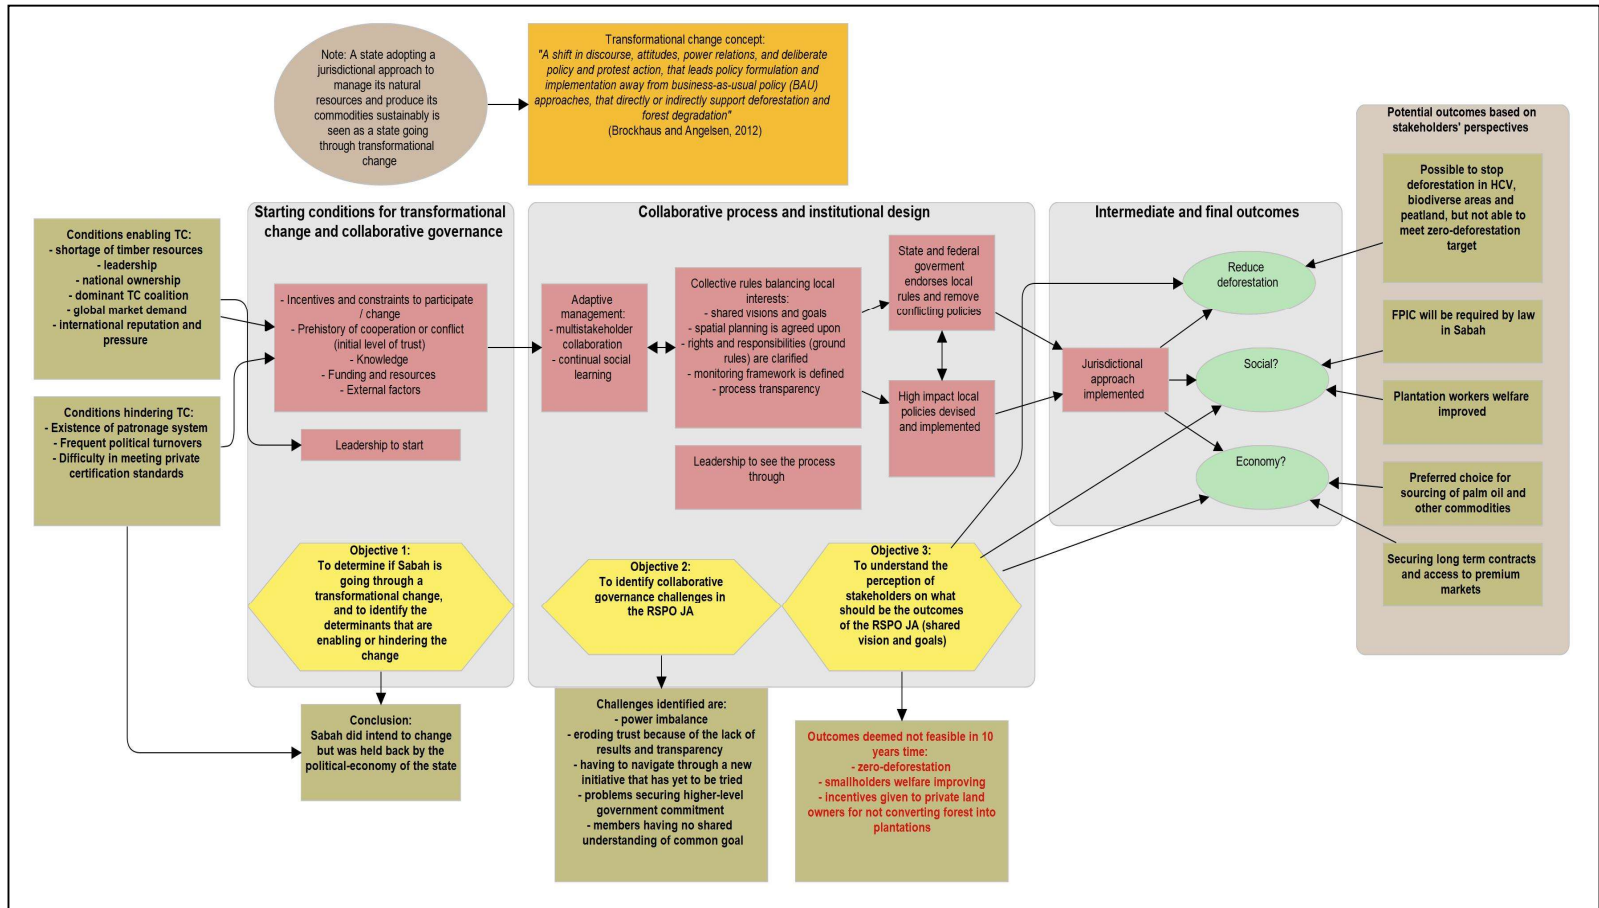 Note: A state adopting a
jurisdictional approach to
manage its natural
resources and produce its
commodities sustainably is
seen as a state going
through transformational
change
Transformational change concept:
"A shift in discourse, attitudes, power relations, and deliberate
policy and protest action, that leads policy formulation and
implementation away from business-as-usual policy (BAU)
approaches, that directly or indirectly support deforestation and
forest degradation"
(Brockhaus and Angelsen, 2012)
Conditions enabling TC:
- shortage of timber resources
- leadership
- national ownership
- dominant TC coalition
- global market demand
- international reputation and
pressure
Conditions hindering TC:
- Existence of patronage system
- Frequent political turnovers
- Difficulty in meeting private
certification standards
Starting conditions for transformational
change and collaborative governance
- Incentives and constraints to participate
/ change
- Prehistory of cooperation or conflict
(initial level of trust)
- Knowledge
- Funding and resources
- External factors
Leadership to start
Objective 1:
To determine if Sabah is
going through a
transformational change,
and to identify the
determinants that are
enabling or hindering the
change
Conclusion:
Sabah did intend to change
but was held back by the
political-economy of the state
Collaborative process and institutional design
Adaptive
management:
- multistakeholder
collaboration
- continual social
learning
Collective rules balancing local
interests:
- shared visions and goals
- spatial planning is agreed upon
- rights and responsibilities (ground
rules) are clarified
- monitoring framework is defined
- process transparency
Leadership to see the process
through
State and federal
goverment
endorses local
rules and remove
conflicting policies
High impact local
policies devised
and implemented
Objective 2:
To identify collaborative
governance challenges in
the RSPO JA
Challenges identified are:
- power imbalance
- eroding trust because of the lack of
results and transparency
- having to navigate through a new
initiative that has yet to be tried
- problems securing higher-level
government commitment
- members having no shared
understanding of common goal
Objective 3:
To understand the
perception of
stakeholders on what
should be the outcomes
of the RSPO JA (shared
vision and goals)
Outcomes deemed not feasible in 10
years time:
- zero-deforestation
- smallholders welfare improving
- incentives given to private land
owners for not converting forest into
plantations
Intermediate and final outcomes
Jurisdictional
approach
implemented
Reduce
deforestation
Social?
Economy?
Potential outcomes based on
stakeholders' perspectives
Possible to stop
deforestation in HCV,
biodiverse areas and
peatland, but not able to
meet zero-deforestation
target
FPIC will be required by law
in Sabah
Plantation workers welfare
improved
Preferred choice for
sourcing of palm oil and
other commodities
Securing long term contracts
and access to premium
markets